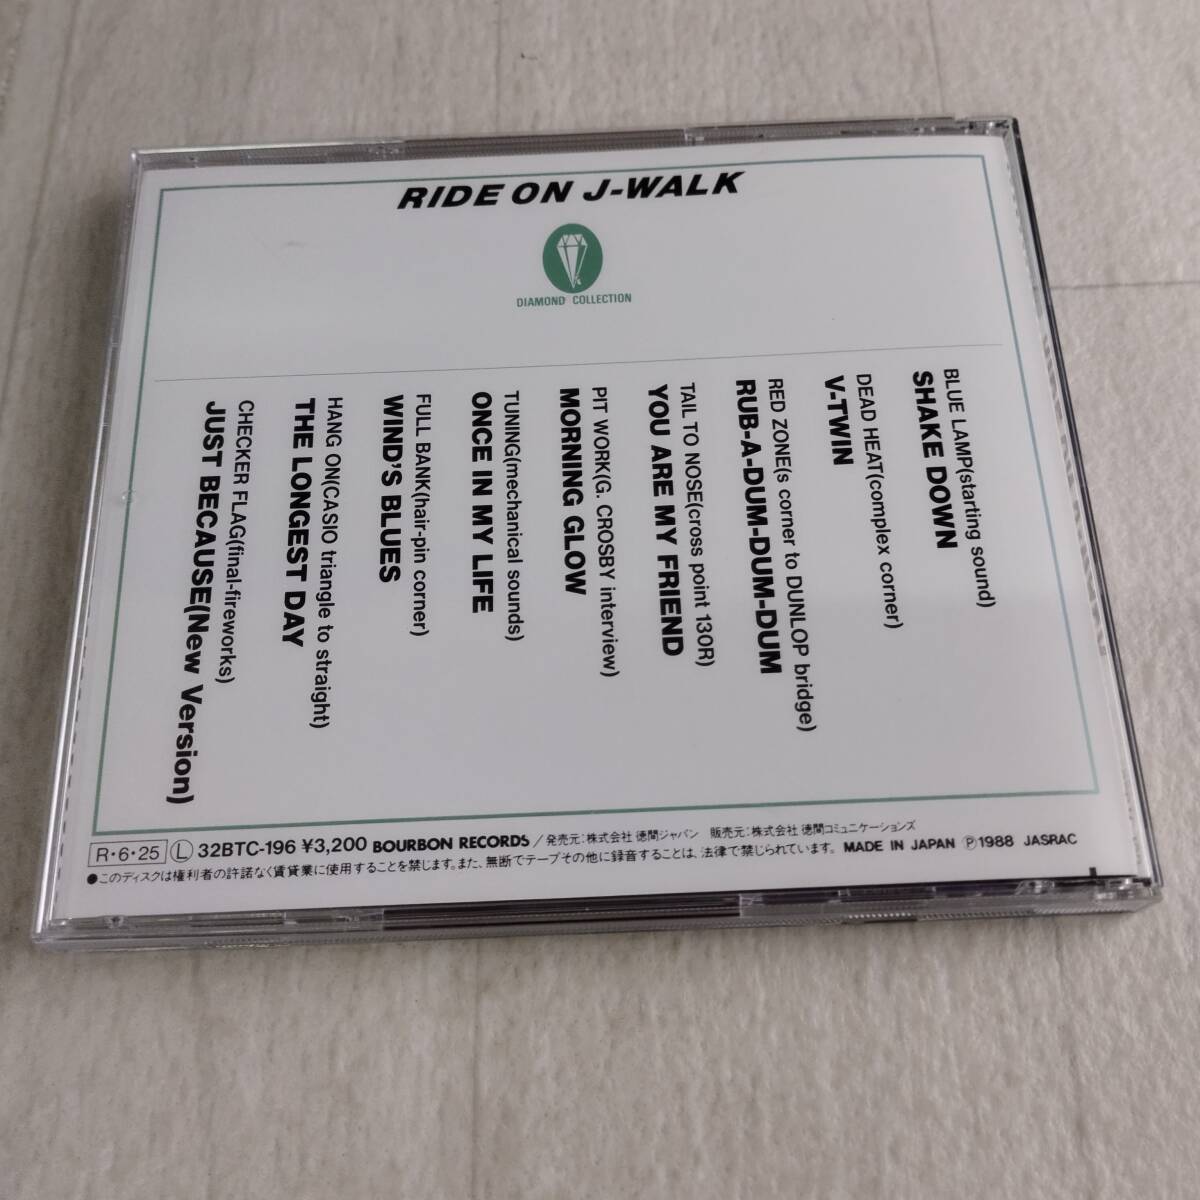 RIDE ON J-WALK
DIAMOND COLLECTION
BLUE LAMP(starting sound)
SHAKE DOWN
DEAD HEAT(complex corner)
V-TWIN
RED ZONE(s corner to DUNLOP bridge)
RUB-A-DUM-DUM-DUM
TAIL TO NOSE(cross point 130R)
YOU ARE MY FRIEND
PIT WORK(G. CROSBY interview)
MORNING GLOW
TUNING(mechanical sounds)
ONCE IN MY LIFE
FULL BANK(hair-pin corner)
WIND'S BLUES
HANG ON(CASIO triangle to straight)
THE LONGEST DAY
CHECKER FLAG(final-fireworks)
JUST BECAUSE(New Version)
R・6・25 Ⓛ 32BTC-196 ¥3,200 BOURBON RECORDS / 発売元:株式会社 徳間ジャパン 販売元:株式会社 徳間コミュニケーションズ
●このディスクは権利者の許諾なく賃貸業に使用することを禁じます。また、無断でテープその他に録音することは、法律で禁じられています。 MADE IN JAPAN Ⓟ1988 JASRAC